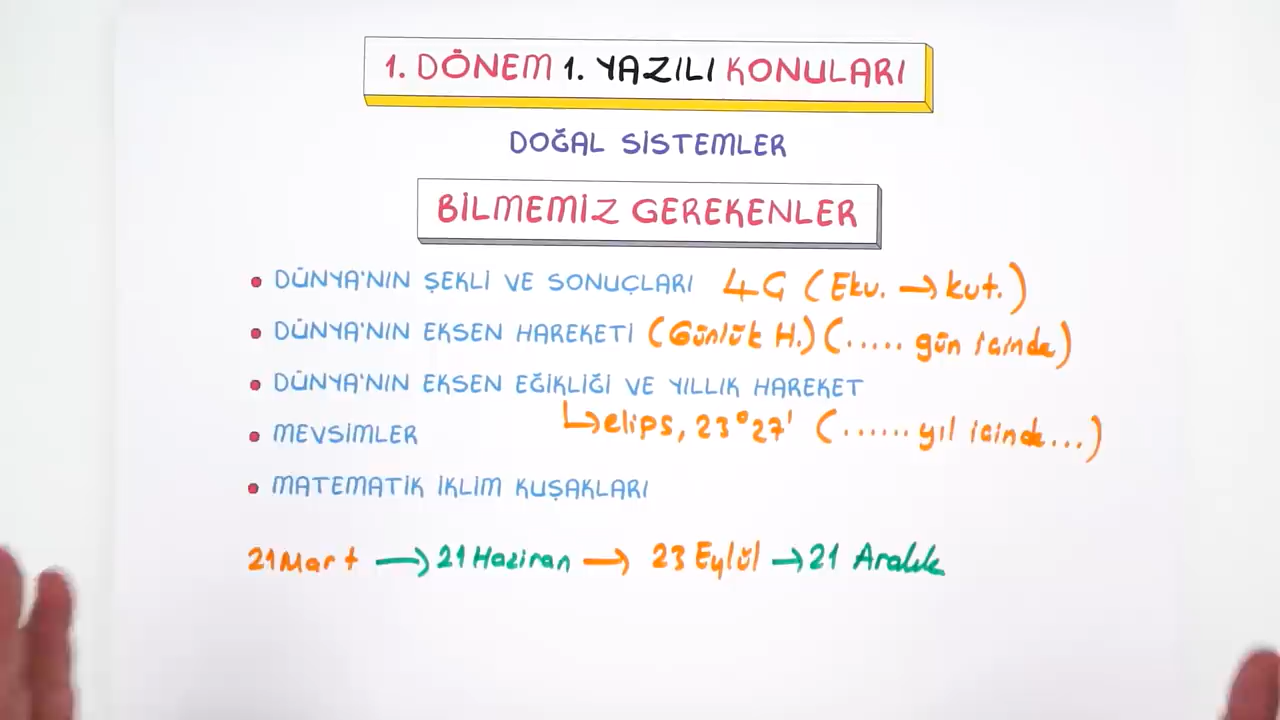 1. DÖNEM 1. YAZILI KONULARI
DOĞAL SİSTEMLER
BİLMEMİZ GEREKENLER
• DÜNYA'NIN ŞEKLİ VE SONUÇLARI 4G (Eku. → kut.)
• DÜNYA'NIN EKSEN HAREKETİ (Günlük H.) (..... gün içinde)
• DÜNYA'NIN EKSEN EĞİKLİĞİ VE YILLIK HAREKET
↳ elips, 23°27' (...... yıl içinde...)
• MEVSİMLER
• MATEMATİK İKLİM KUŞAKLARI
21 Mart → 21 Haziran → 23 Eylül → 21 Aralık